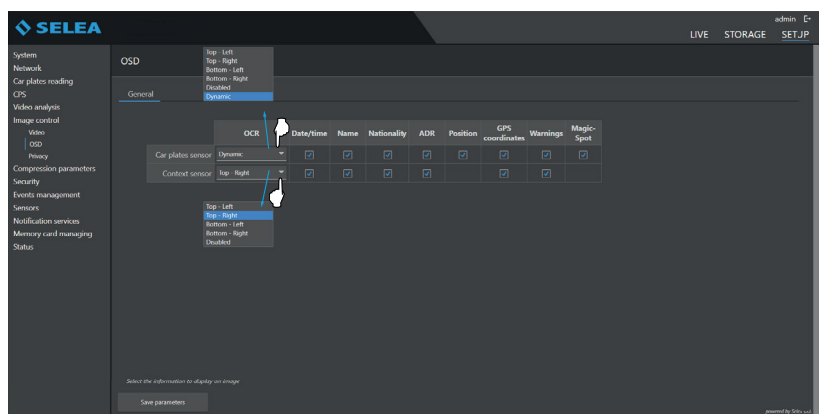 SELEA
admin
LIVE STORAGE SETUP
System
Network
Car plates reading
CPS
Video analysis
Image control
Video
OSD
Privacy
Compression parameters
Security
Events management
Sensors
Notification services
Memory card managing
Status
OSD
General
Top - Left
Top - Right
Bottom - Left
Bottom - Right
Disabled
Dynamic
OCR Date/time Name Nationality ADR Position GPS coordinates Warnings Magic-Spot
Car plates sensor Dynamic
Context sensor Top - Right
Top - Left
Top - Right
Bottom - Left
Bottom - Right
Disabled
Select the information to display on image
Save parameters